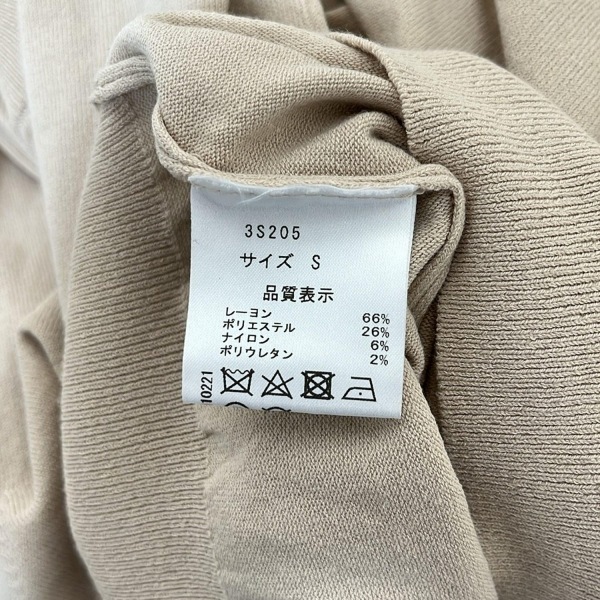 3S205
サイズ S
品質表示
レーヨン 66%
ポリエステル 26%
ナイロン 6%
ポリウレタン 2%
10221